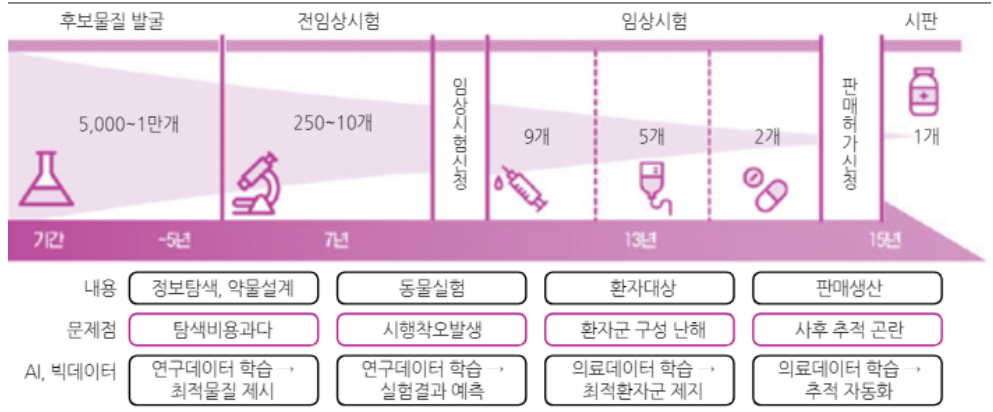 후보물질 발굴
전임상시험
임상시험
시판
5,000~1만개
250~10개
임상시험신청
9개
5개
2개
판매허가신청
1개
기간
~5년
7년
13년
15년
내용
정보탐색, 약물설계
동물실험
환자대상
판매생산
문제점
탐색비용과다
시행착오발생
환자군 구성 난해
사후 추적 곤란
AI, 빅데이터
연구데이터 학습 →
최적물질 제시
연구데이터 학습 →
실험결과 예측
의료데이터 학습 →
최적환자군 제지
의료데이터 학습 →
추적 자동화